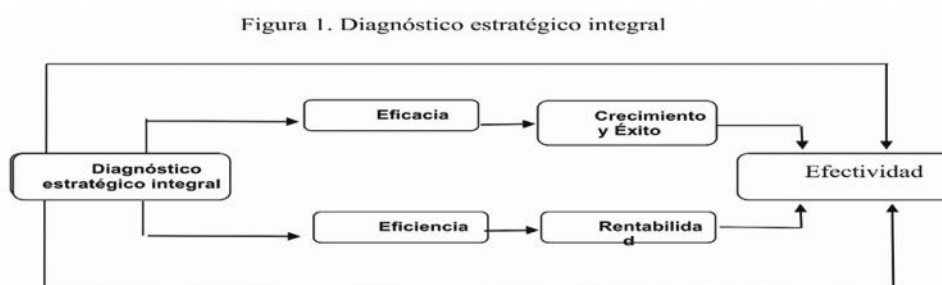 Figura 1. Diagnóstico estratégico integral
Eficacia
Crecimiento
y Éxito
Diagnóstico
estratégico integral
Efectividad
Eficiencia
Rentabilida
d